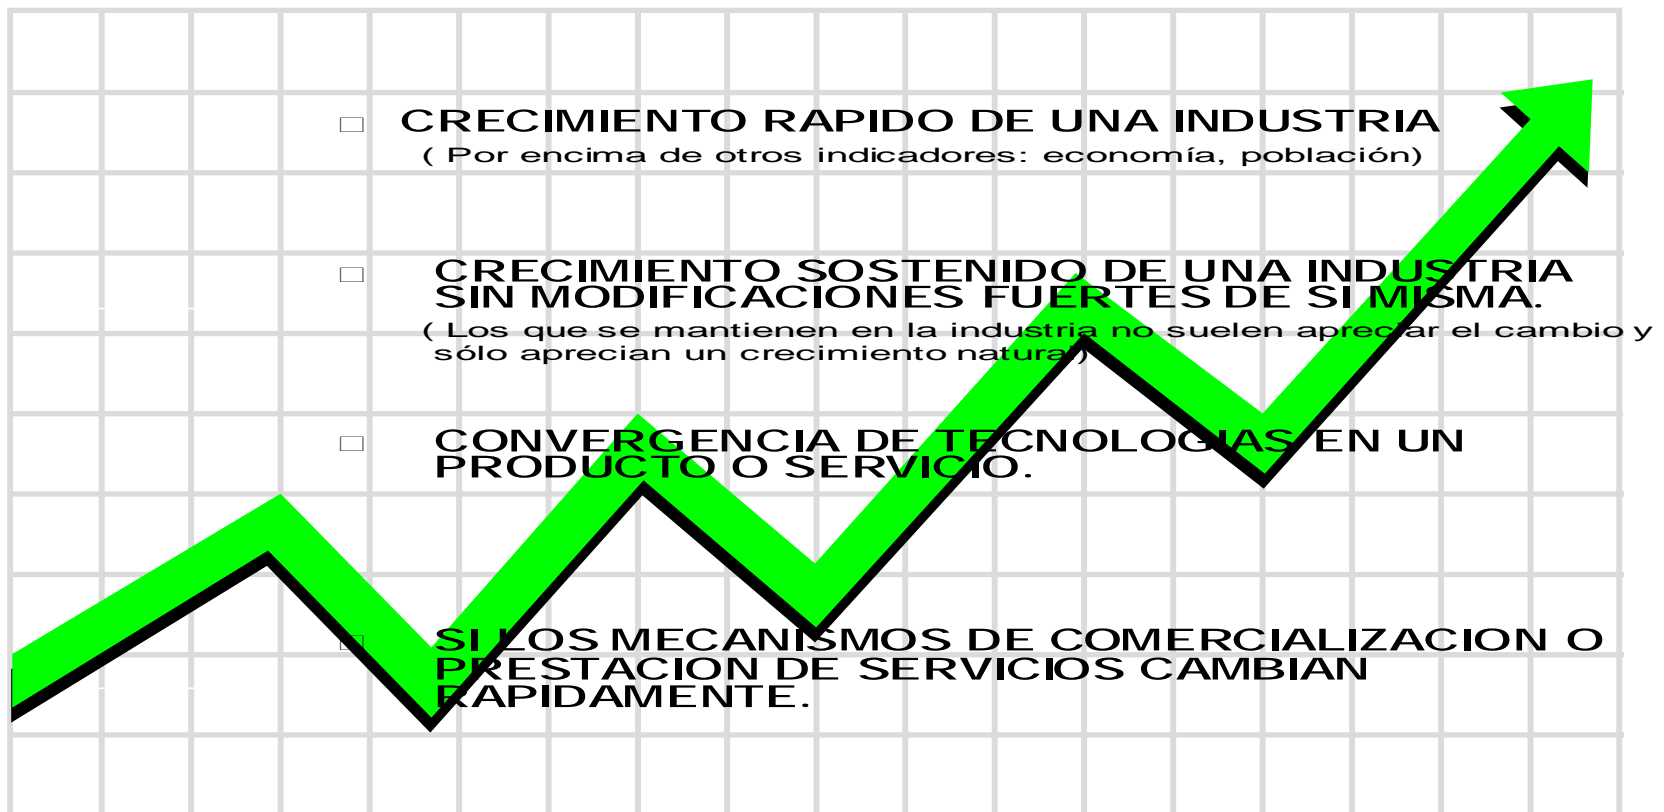 CRECIMIENTO RAPIDO DE UNA INDUSTRIA
( Por encima de otros indicadores: economía, población)
CRECIMIENTO SOSTENIDO DE UNA INDUSTRIA
SIN MODIFICACIONES FUERTES DE SI MISMA.
( Los que se mantienen en la industria no suelen apreciar el cambio y
sólo aprecian un crecimiento natural)
CONVERGENCIA DE TECNOLOGIAS EN UN
PRODUCTO O SERVICIO.
SI LOS MECANISMOS DE COMERCIALIZACION O
PRESTACION DE SERVICIOS CAMBIAN
RAPIDAMENTE.